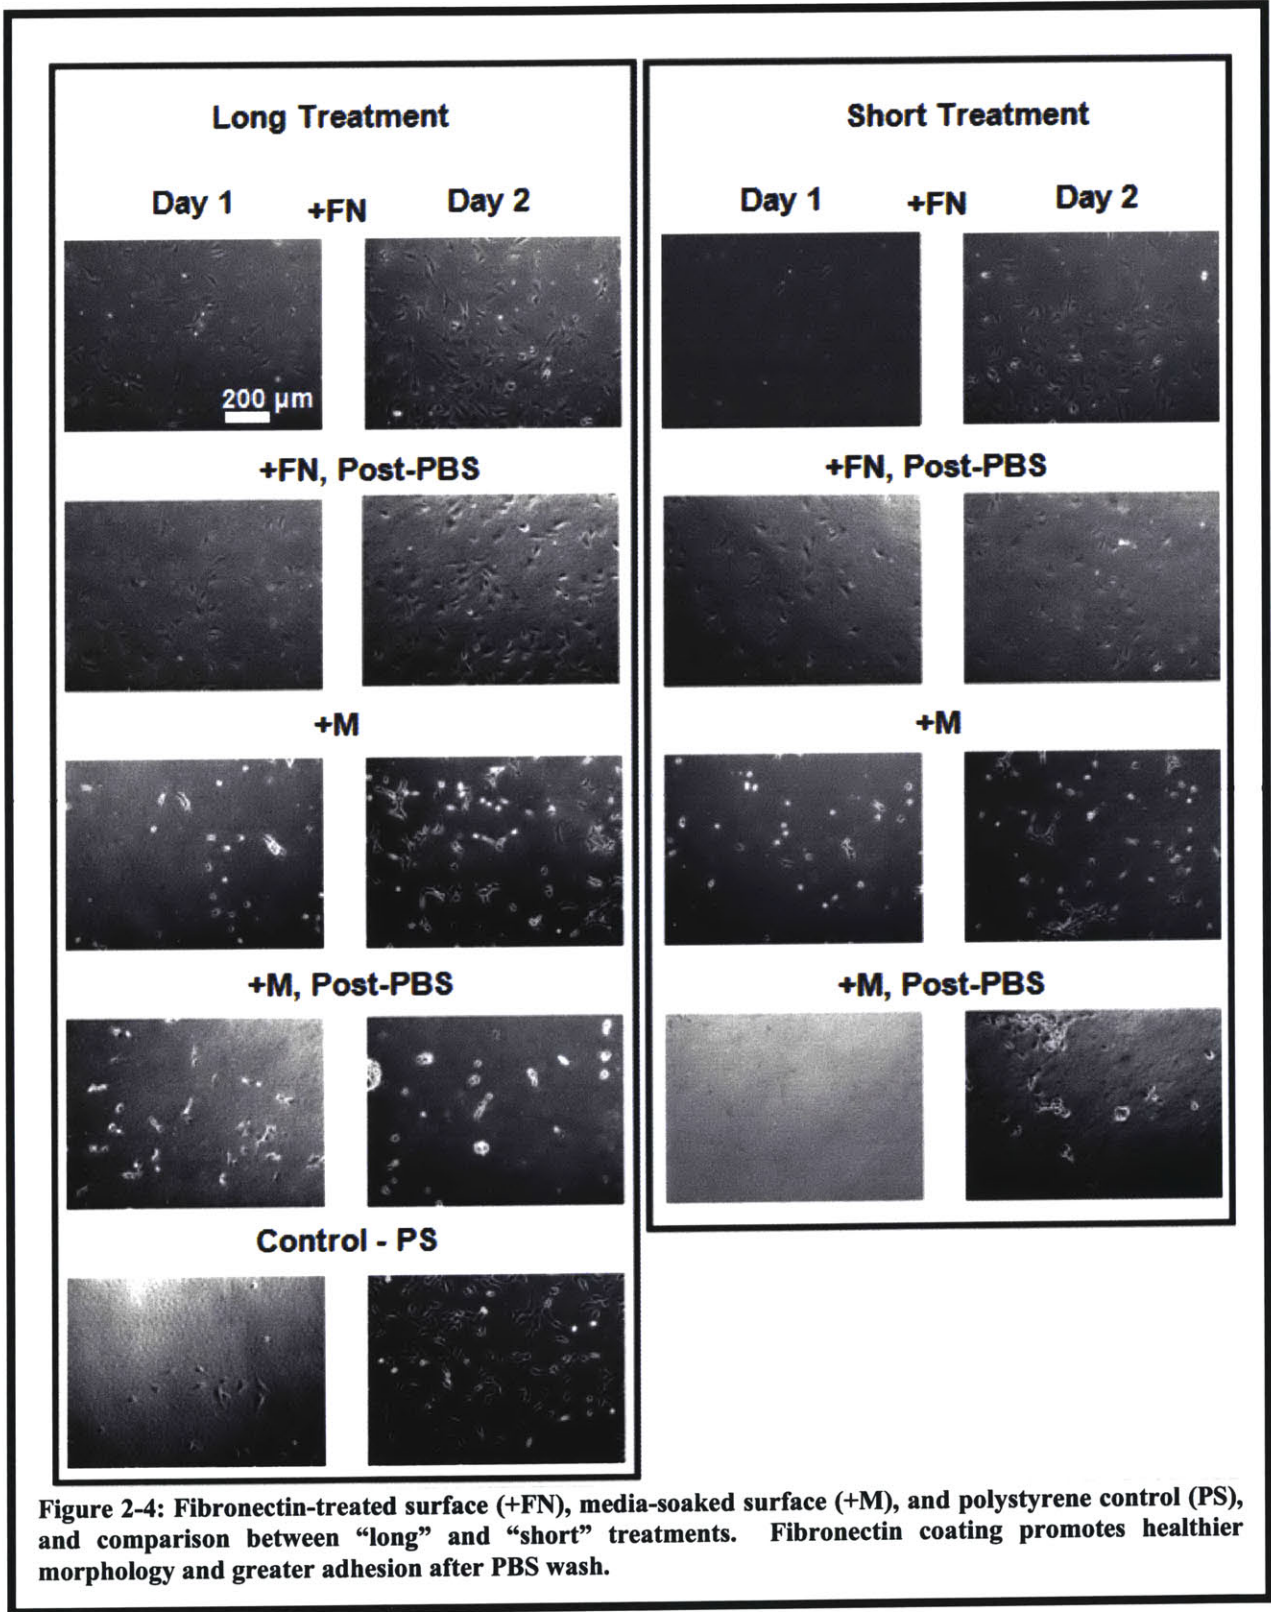 Long Treatment
Day 1 +FN Day 2
200 µm
+FN, Post-PBS
+M
+M, Post-PBS
Control - PS
Short Treatment
Day 1 +FN Day 2
+FN, Post-PBS
+M
+M, Post-PBS
Figure 2-4: Fibronectin-treated surface (+FN), media-soaked surface (+M), and polystyrene control (PS),
and comparison between “long” and “short” treatments. Fibronectin coating promotes healthier
morphology and greater adhesion after PBS wash.